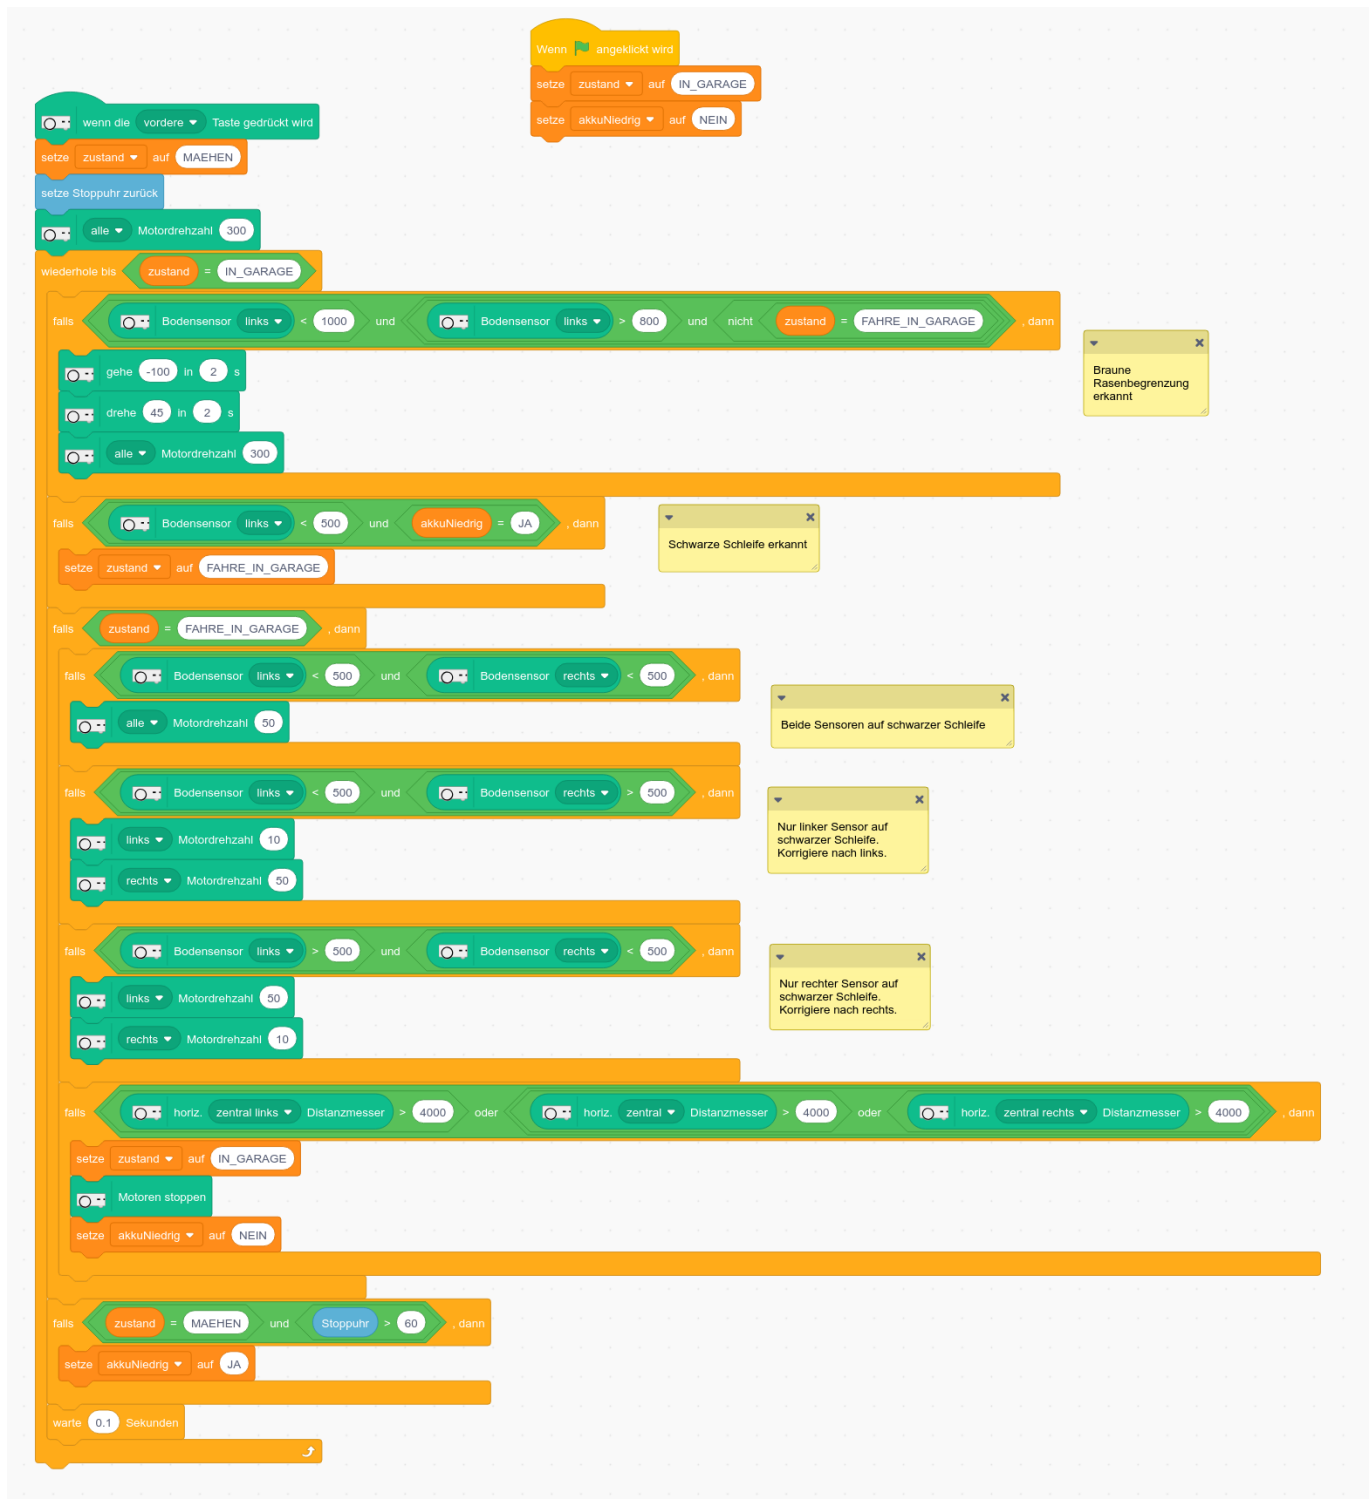 Wenn angeklickt wird
setze zustand auf IN_GARAGE
setze akkuNiedrig auf NEIN
wenn die vordere Taste gedrückt wird
setze zustand auf MAEHEN
setze Stoppuhr zurück
alle Motordrehzahl 300
wiederhole bis zustand = IN_GARAGE
falls Bodensensor links < 1000 und Bodensensor links > 800 und nicht zustand = FAHRE_IN_GARAGE , dann
gehe -100 in 2 s
drehe 45 in 2 s
alle Motordrehzahl 300
Braune
Rasenbegrenzung
erkannt
falls Bodensensor links < 500 und akkuNiedrig = JA , dann
setze zustand auf FAHRE_IN_GARAGE
Schwarze Schleife erkannt
falls zustand = FAHRE_IN_GARAGE , dann
falls Bodensensor links < 500 und Bodensensor rechts < 500 , dann
alle Motordrehzahl 50
Beide Sensoren auf schwarzer Schleife
falls Bodensensor links < 500 und Bodensensor rechts > 500 , dann
links Motordrehzahl 10
rechts Motordrehzahl 50
Nur linker Sensor auf
schwarzer Schleife.
Korrigiere nach links.
falls Bodensensor links > 500 und Bodensensor rechts < 500 , dann
links Motordrehzahl 50
rechts Motordrehzahl 10
Nur rechter Sensor auf
schwarzer Schleife.
Korrigiere nach rechts.
falls horiz. zentral links Distanzmesser > 4000 oder horiz. zentral Distanzmesser > 4000 oder horiz. zentral rechts Distanzmesser > 4000 , dann
setze zustand auf IN_GARAGE
Motoren stoppen
setze akkuNiedrig auf NEIN
falls zustand = MAEHEN und Stoppuhr > 60 , dann
setze akkuNiedrig auf JA
warte 0.1 Sekunden